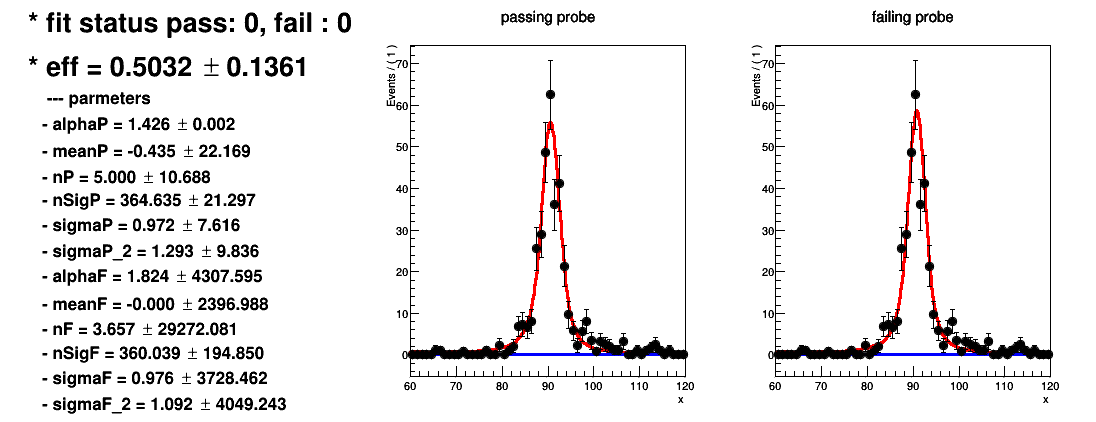 * fit status pass: 0, fail : 0
* eff = 0.5032 ± 0.1361
--- parmeters
- alphaP = 1.426 ± 0.002
- meanP = -0.435 ± 22.169
- nP = 5.000 ± 10.688
- nSigP = 364.635 ± 21.297
- sigmaP = 0.972 ± 7.616
- sigmaP_2 = 1.293 ± 9.836
- alphaF = 1.824 ± 4307.595
- meanF = -0.000 ± 2396.988
- nF = 3.657 ± 29272.081
- nSigF = 360.039 ± 194.850
- sigmaF = 0.976 ± 3728.462
- sigmaF_2 = 1.092 ± 4049.243
passing probe
Events / ( 1 )
70
60
50
40
30
20
10
0
60 70 80 90 100 110 120
x
failing probe
Events / ( 1 )
70
60
50
40
30
20
10
0
60 70 80 90 100 110 120
x